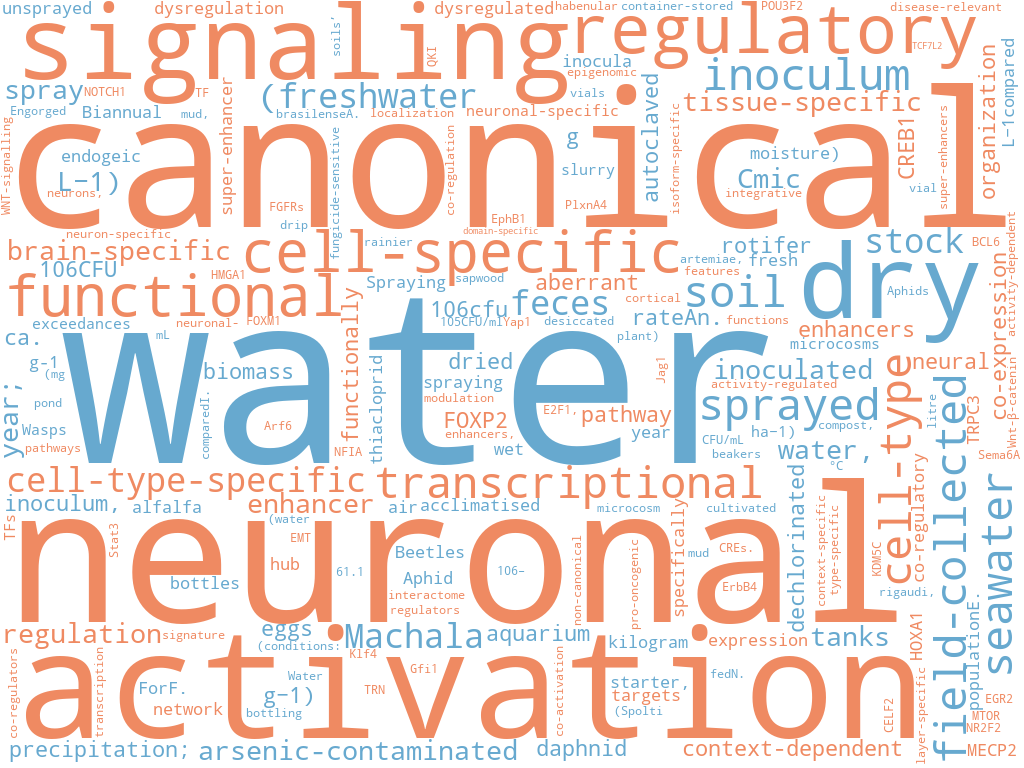 unsprayed
dysregulation
dysregulated
habenular
container-stored
POU3F2
disease-relevant
signaling
regulatory
soils'
QKI
TCF7L2
inocula
epigenomic
spray
NOTCH1
TF
inoculum
organization
L−1compared
Engorged
Biannual
mud,
super-enhancer
(freshwater
vials
autoclaved
tissue-specific
brasilenseA.
localization
neuronal-specific
WNT-signalling
canonical
endogeic
L−1)
neurons,
fungicide-sensitive
co-regulation
g
slurry
isoform-specific
moisture)
Cmic
integrative
CREB1
super-enhancers
vial
FGFRs
drip
EphB1
PlxnA4
domain-specific
neuron-specific
brain-specific
cell-specific
rainier
artemiae,
rotifer
fresh
features
stock
BCL6
activity-dependent
106CFU
HMGA1
Spraying
sapwood
aberrant
soil
dry
Aphids
functional
106cfu
feces
cortical
co-expression
exceedances
neuronal-
FOXM1
functionally
105CFU/mlYap1
desiccated
rateAn.
functions
enhancers
ca.
mL
plant)
microcosms
water
g-1
(mg
biomass
thiacloprid
dried
spraying
modulation
Jag1
inoculated
activity-regulated
neural
year;
pond
Wasps
pathways
comparedI.
Arf6
NFIA
FOXP2
enhancers,
E2F1,
pathway
year
sprayed
ha−1)
compost,
cell-type
litre
TRPC3
Wnt-β-catenin
wet
CFU/mL
beakers
water,
°C
Sema6A
cell-type-specific
transcriptional
dechlorinated
co-regulatory
field-collected
seawater
inoculum,
alfalfa
enhancer
air
acclimatised
microcosm
specifically
cultivated
context-specific
type-specific
TFs
Stat3
(water
EMT
neuronal
hub
61.1
Beetles
Aphid
106−
interactome
regulators
non-canonical
pro-oncogenic
mud
CREs.
ErbB4
KDM5C
rigaudi,
bottles
populationE.
regulation
signature
eggs
(conditions:
Machala
aquarium
kilogram
expression
tanks
HOXA1
Klf4
co-regulators
transcription
activation
ForF.
network
Water
g−1)
bottling
TRN
Gfi1
co-activation
starter,
targets
(Spolti
fedN.
CELF2
layer-specific
EGR2
MTOR
NR2F2
precipitation;
arsenic-contaminated
daphnid
context-dependent
MECP2